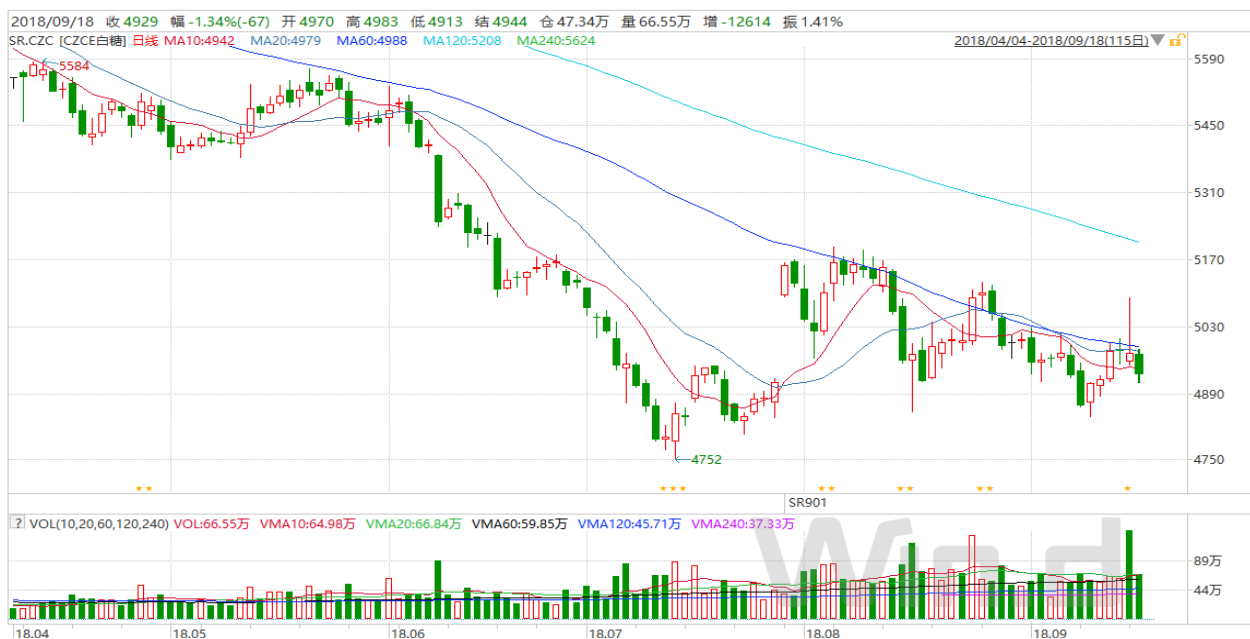 2018/09/18 收 4929 幅 -1.34%(-67) 开 4970 高 4983 低 4913 结 4944 仓 47.34万 量 66.55万 增 -12614 振 1.41%
SR.CZC [CZCE白糖] 日线 MA10:4942 MA20:4979 MA60:4988 MA120:5208 MA240:5624 2018/04/04-2018/09/18(115日)
5590
5584
5450
5310
5170
5030
4890
4752
4750
SR901
? VOL(10,20,60,120,240) VOL:66.55万 VMA10:64.98万 VMA20:66.84万 VMA60:59.85万 VMA120:45.71万 VMA240:37.33万
Wind
89万
44万
18.04 18.05 18.06 18.07 18.08 18.09